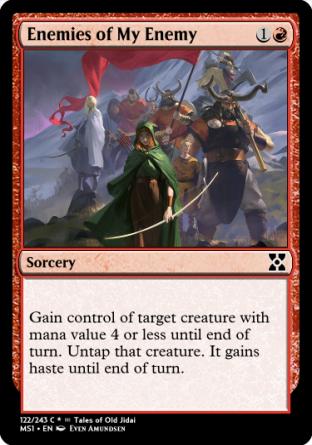 Enemies of My Enemy 1
Sorcery
Gain control of target creature with
mana value 4 or less until end of
turn. Untap that creature. It gains
haste until end of turn.
122/243 C * = Tales of Old Jidai
MS1 • EN Even Amundsen